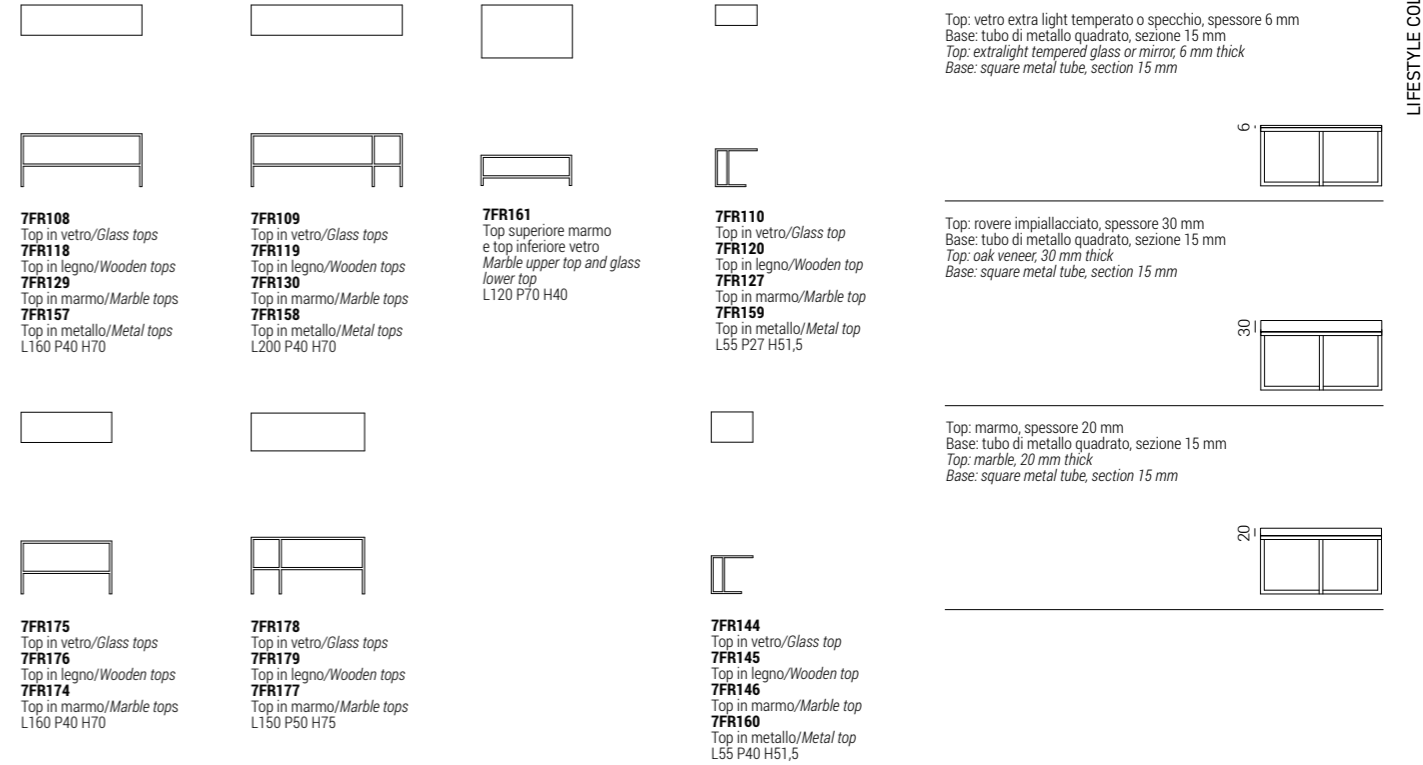 7FR108
Top in vetro/Glass tops
7FR118
Top in legno/Wooden tops
7FR129
Top in marmo/Marble tops
7FR157
Top in metallo/Metal tops
L160 P40 H70
7FR109
Top in vetro/Glass tops
7FR119
Top in legno/Wooden tops
7FR130
Top in marmo/Marble tops
7FR158
Top in metallo/Metal tops
L200 P40 H70
7FR161
Top superiore marmo
e top inferiore vetro
Marble upper top and glass
lower top
L120 P70 H40
7FR110
Top in vetro/Glass top
7FR120
Top in legno/Wooden top
7FR127
Top in marmo/Marble top
7FR159
Top in metallo/Metal top
L55 P27 H51,5
7FR175
Top in vetro/Glass tops
7FR176
Top in legno/Wooden tops
7FR174
Top in marmo/Marble tops
L160 P40 H70
7FR178
Top in vetro/Glass tops
7FR179
Top in legno/Wooden tops
7FR177
Top in marmo/Marble tops
L150 P50 H75
7FR144
Top in vetro/Glass top
7FR145
Top in legno/Wooden top
7FR146
Top in marmo/Marble top
7FR160
Top in metallo/Metal top
L55 P40 H51,5
Top: vetro extra light temperato o specchio, spessore 6 mm
Base: tubo di metallo quadrato, sezione 15 mm
Top: extralight tempered glass or mirror, 6 mm thick
Base: square metal tube, section 15 mm
6
Top: rovere impiallacciato, spessore 30 mm
Base: tubo di metallo quadrato, sezione 15 mm
Top: oak veneer, 30 mm thick
Base: square metal tube, section 15 mm
30
Top: marmo, spessore 20 mm
Base: tubo di metallo quadrato, sezione 15 mm
Top: marble, 20 mm thick
Base: square metal tube, section 15 mm
20
LIFESTYLE